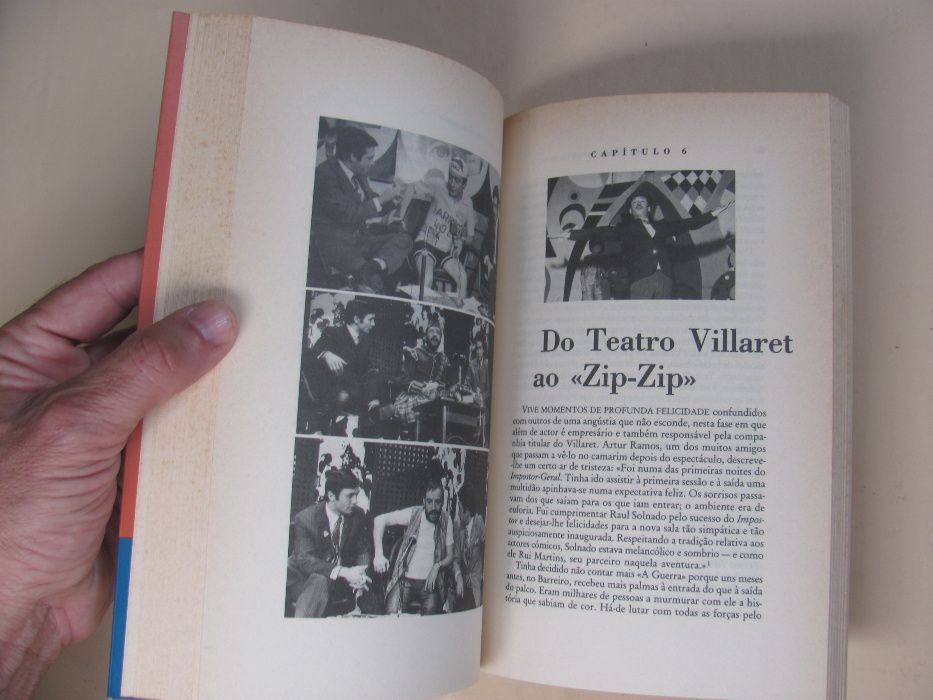 CAPÍTULO 6
Do Teatro Villaret
ao «Zip-Zip»
VIVE MOMENTOS DE PROFUNDA FELICIDADE confundidos
com outros de uma angústia que não esconde, nesta fase em que
além de actor é empresário e também responsável pela compa-
nhia titular do Villaret. Artur Ramos, um dos muitos amigos
que passam a vê-lo no camarim depois do espectáculo, descreve-
-lhe um certo ar de tristeza: «Foi numa das primeiras noites do
Impostor-Geral. Tinha ido assistir à primeira sessão e à saída uma
multidão apinhava-se numa expectativa feliz. Os sorrisos passa-
vam dos que saiam para os que iam entrar; o ambiente era de
euforia. Fui cumprimentar Raul Solnado pelo sucesso do Impos-
tor e desejar-lhe felicidades para a nova sala tão simpática e tão
auspiciosamente inaugurada. Respeitando a tradição relativa aos
actores cómicos, Solnado estava melancólico e sombrio — e como
ele Rui Martins, seu parceiro naquela aventura.»¹
Tinha decidido não contar mais «A Guerra» porque uns meses
antes, no Barreiro, recebeu mais palmas à entrada do que à saída
do palco. Eram milhares de pessoas a murmurar com ele a his-
tória que sabiam de cor. Há-de lutar com todas as forças pelo